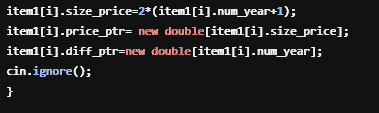 item1[i].size_price=2*(item1[i].num_year+1);
item1[i].price_ptr= new double[item1[i].size_price];
item1[i].diff_ptr=new double[item1[i].num_year];
cin.ignore();
}